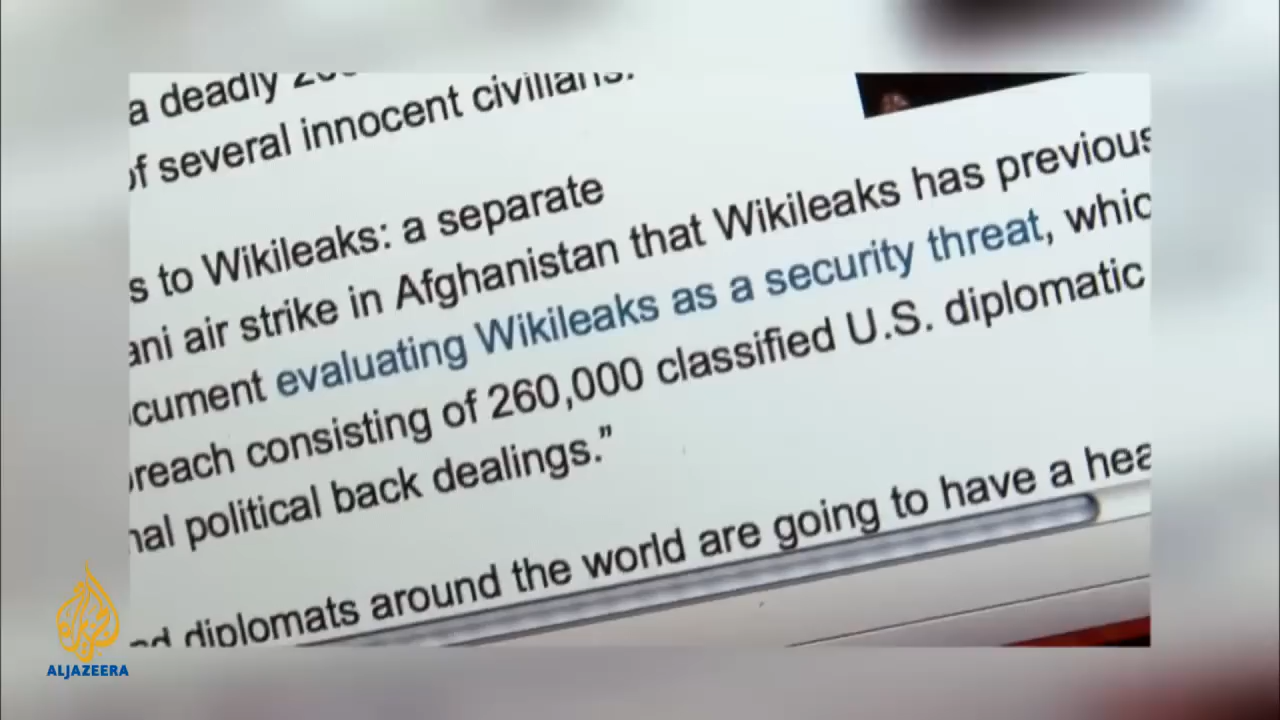 a deadly
of several innocent civilians.
s to Wikileaks: a separate
ani air strike in Afghanistan that Wikileaks has previous
cument evaluating Wikileaks as a security threat, whic
reach consisting of 260,000 classified U.S. diplomatic
nal political back dealings.”
nd diplomats around the world are going to have a hea
ALJAZEERA